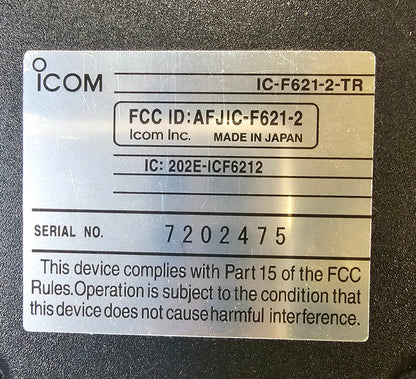 ICOM
IC-F621-2-TR
FCC ID:AFJIC-F621-2
Icom Inc. MADE IN JAPAN
IC: 202E-ICF6212
SERIAL NO. 7202475
This device complies with Part 15 of the FCC
Rules.Operation is subject to the condition that
this device does not cause harmful interference.